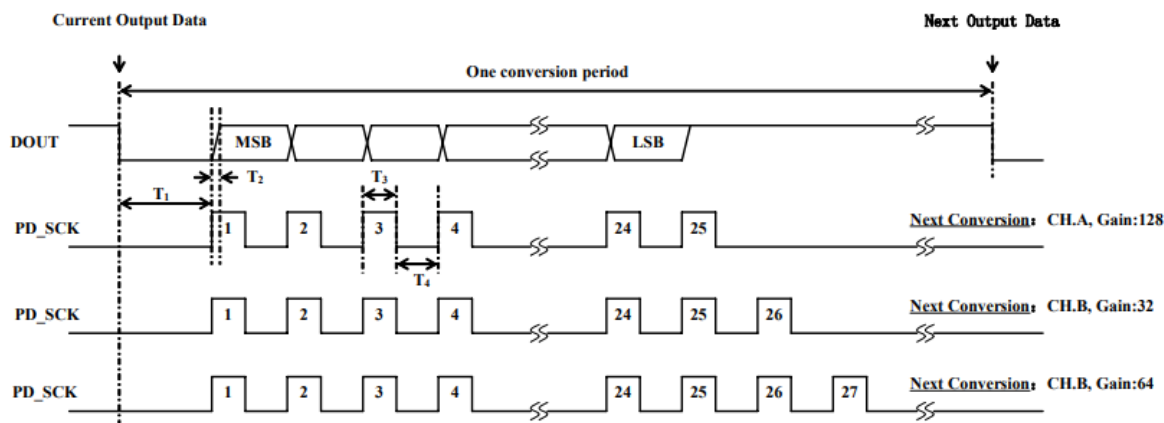 Current Output Data
Next Output Data
One conversion period
DOUT
MSB
LSB
T₁
T₂
T₃
PD_SCK
1
2
3
4
24
25
Next Conversion: CH.A, Gain:128
T₄
PD_SCK
1
2
3
4
24
25
26
Next Conversion: CH.B, Gain:32
PD_SCK
1
2
3
4
24
25
26
27
Next Conversion: CH.B, Gain:64